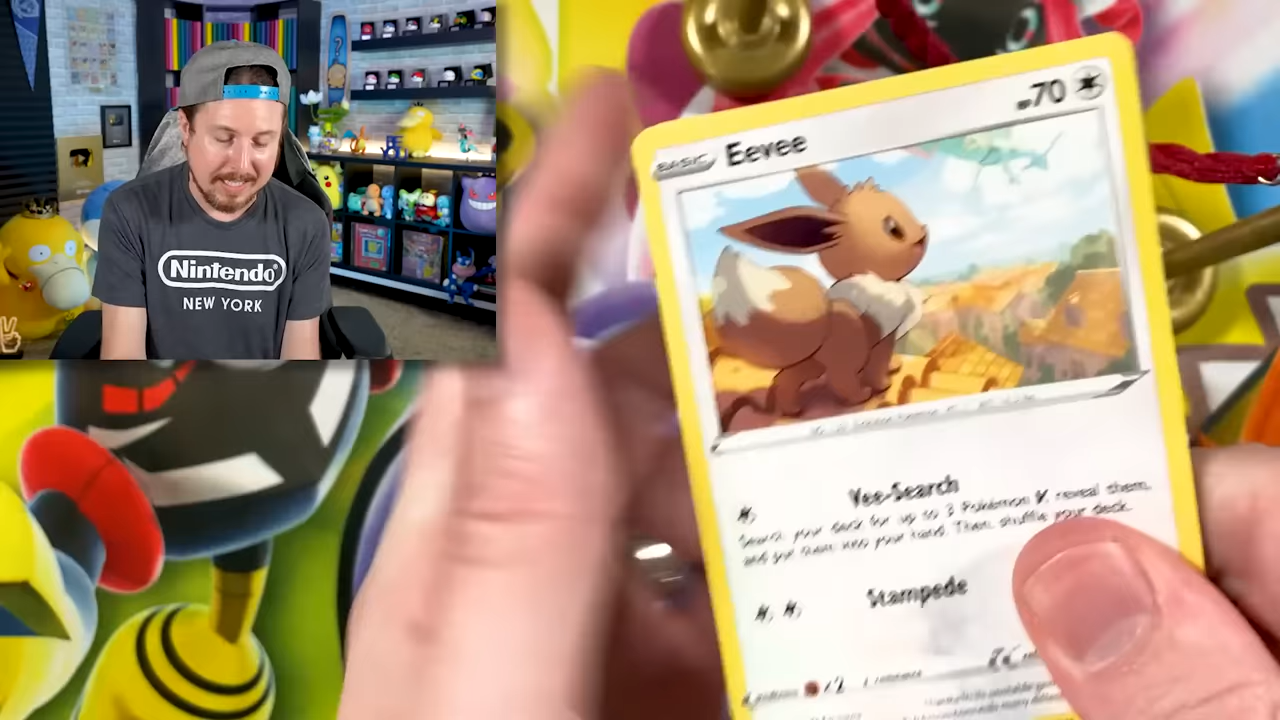 Nintendo
NEW YORK
BASIC Eevee 70
Vee-Search
Search your deck for up to 3 Pokémon V, reveal them,
and put them into your hand. Then, shuffle your deck.
Stampede
×2